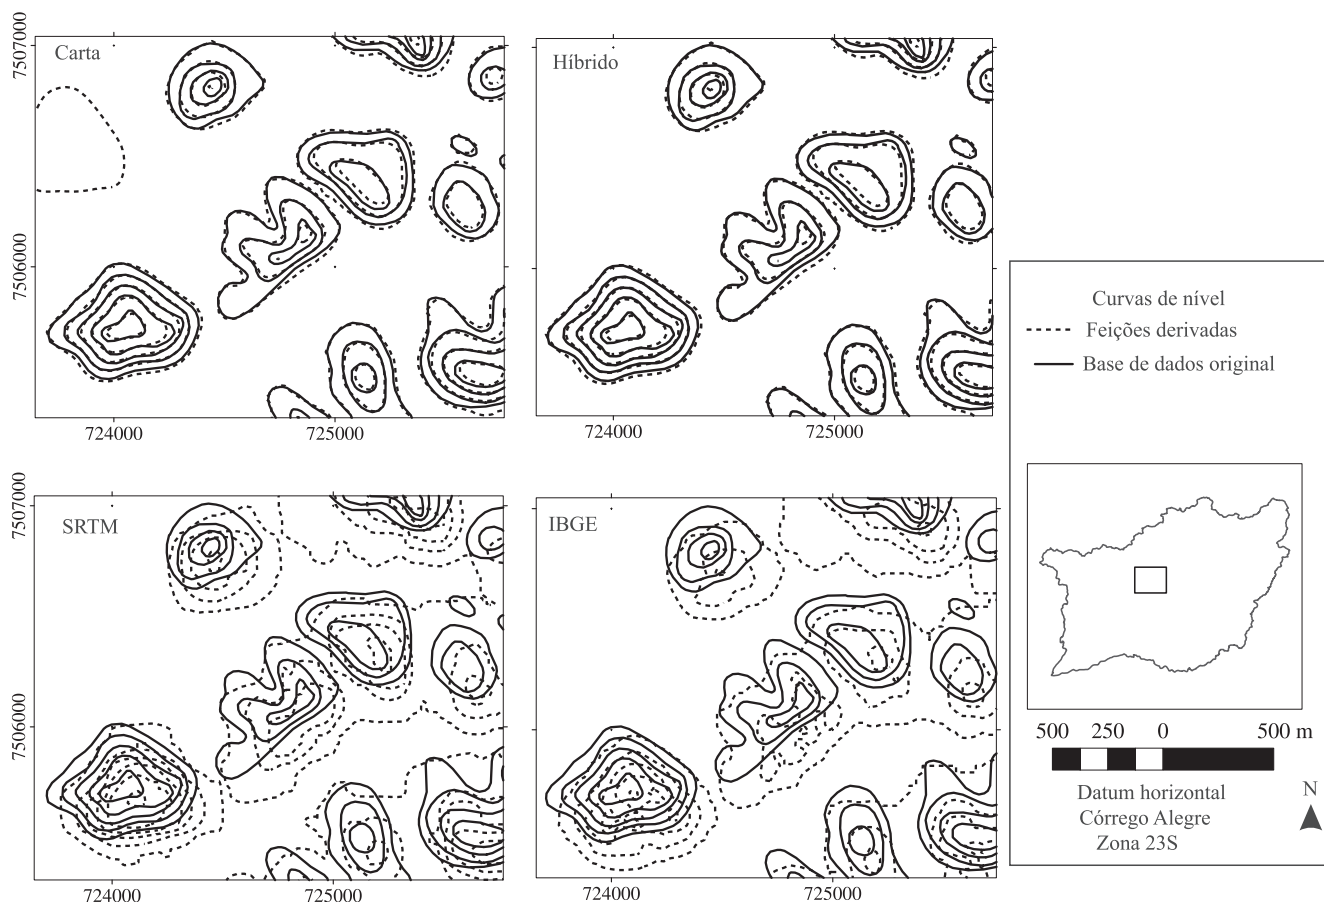 Carta
7507000
7506000
724000
725000
Híbrido
724000
725000
SRTM
7507000
7506000
724000
725000
IBGE
724000
725000
Curvas de nível
Feições derivadas
Base de dados original
500 250 0 500 m
Datum horizontal
Córrego Alegre
Zona 23S
N